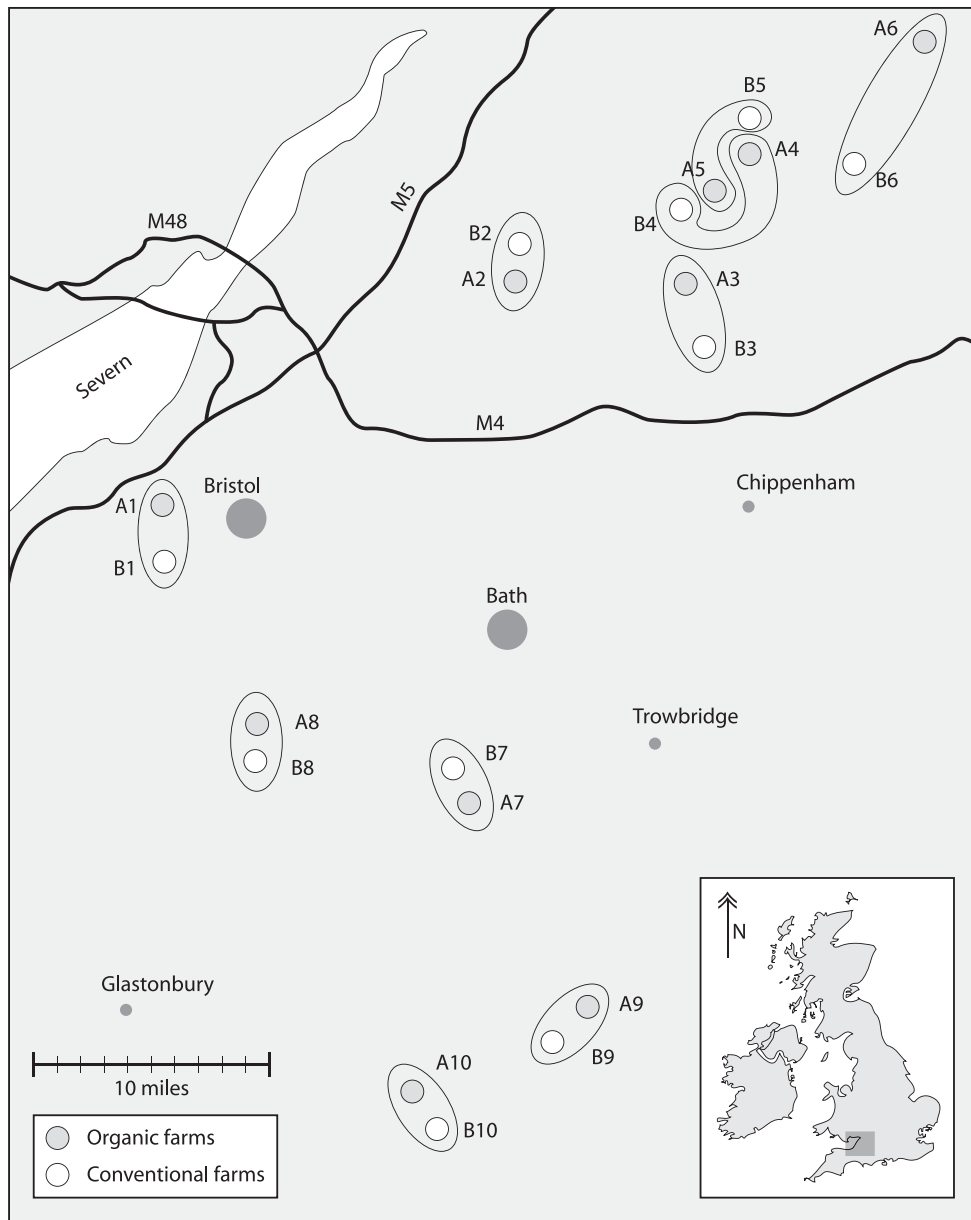 A6
B5
A4
A5
B6
B4
M5
M48
B2
A2
A3
B3
Severn
M4
Chippenham
Bristol
A1
B1
Bath
Trowbridge
A8
B8
B7
A7
N
Glastonbury
A9
B9
10 miles
A10
B10
Organic farms
Conventional farms